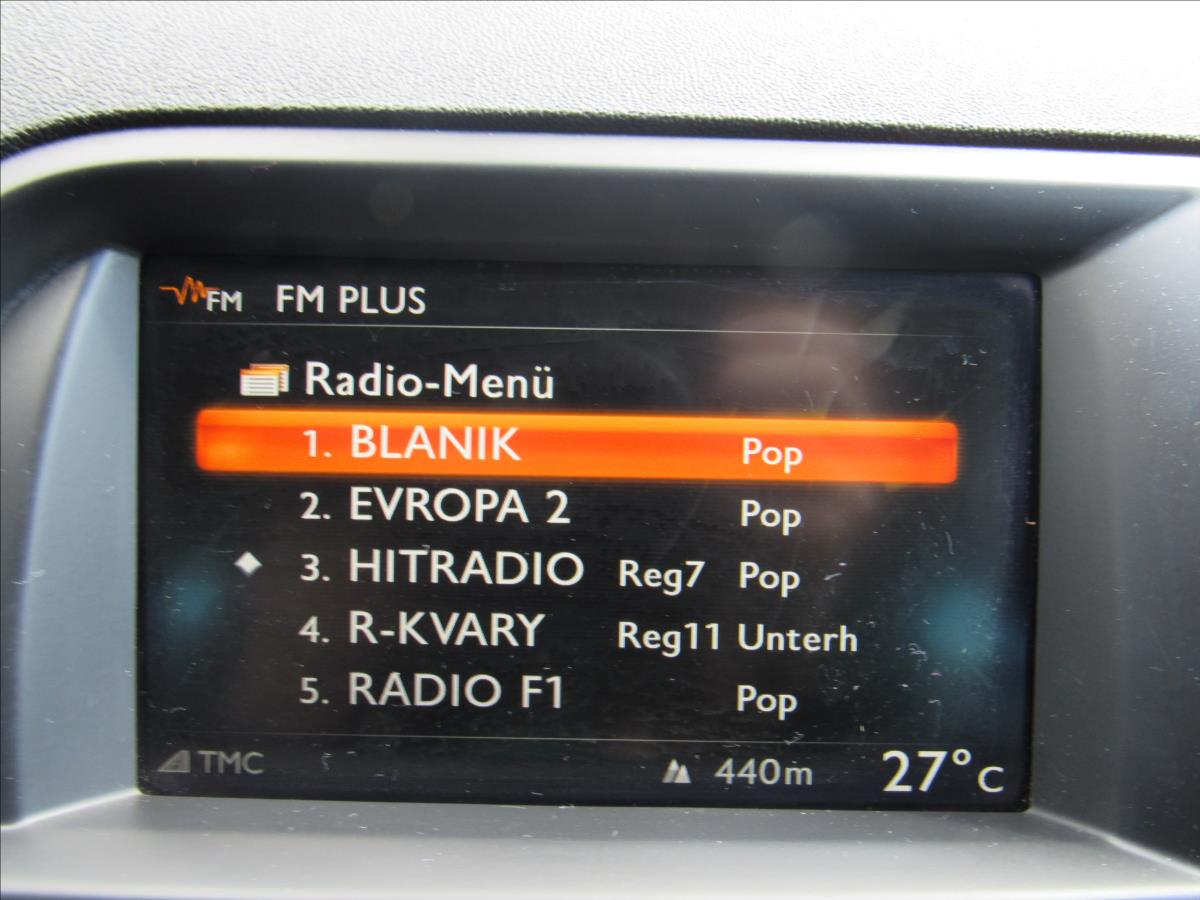 FM FM PLUS
Radio-Menü
1. BLANIK Pop
2. EVROPA 2 Pop
3. HITRADIO Reg7 Pop
4. R-KVARY Reg11 Unterh
5. RADIO F1 Pop
TMC 440m 27°C